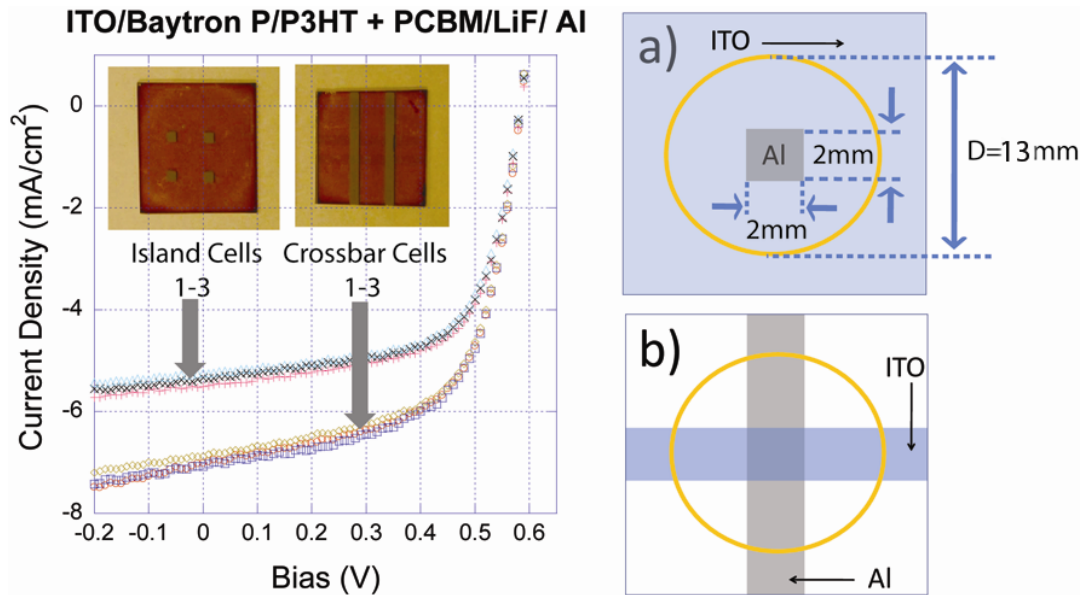 ITO/Baytron P/P3HT + PCBM/LiF/ Al
Current Density (mA/cm²)
0
-2
-4
-6
-8
Island Cells
1-3
Crossbar Cells
1-3
-0.2 -0.1 0 0.1 0.2 0.3 0.4 0.5 0.6
Bias (V)
a)
ITO
Al
2mm
2mm
D=13mm
b)
ITO
Al